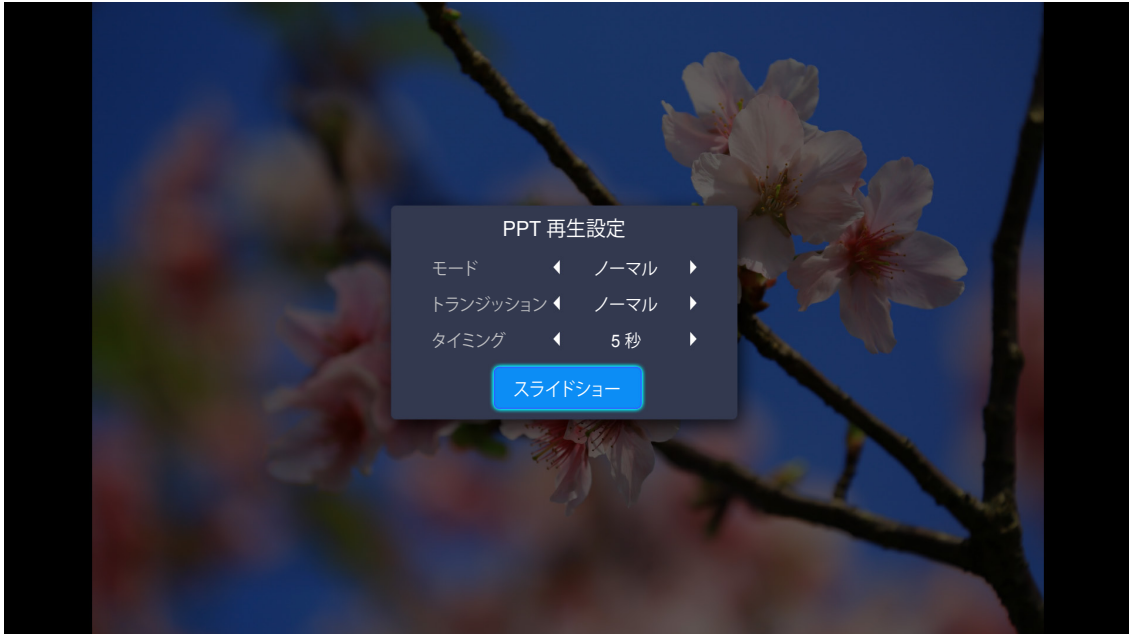 PPT 再生設定
モード ノーマル
トランジッション ノーマル
タイミング 5 秒
スライドショー